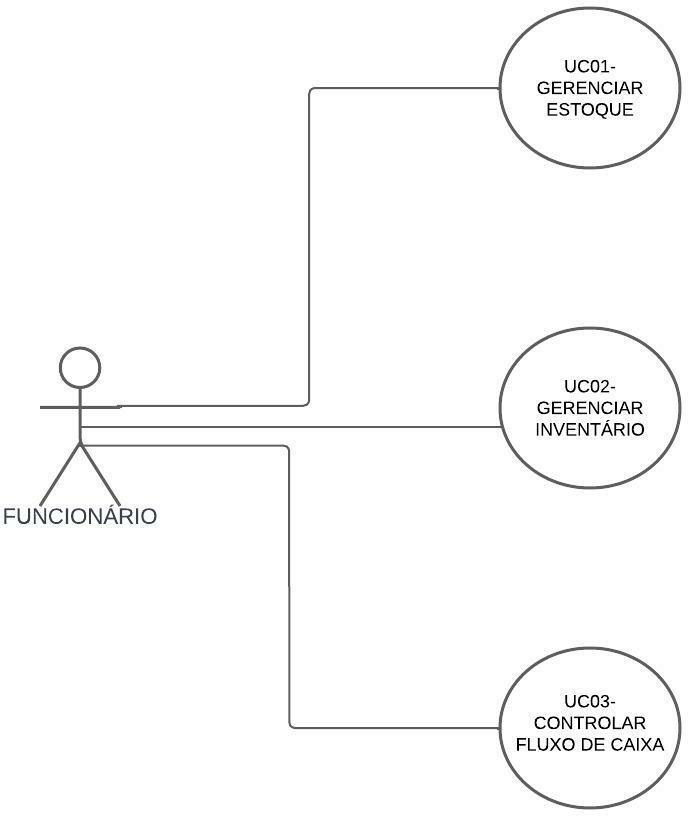 UC01-
GERENCIAR
ESTOQUE
UC02-
GERENCIAR
INVENTÁRIO
FUNCIONÁRIO
UC03-
CONTROLAR
FLUXO DE CAIXA